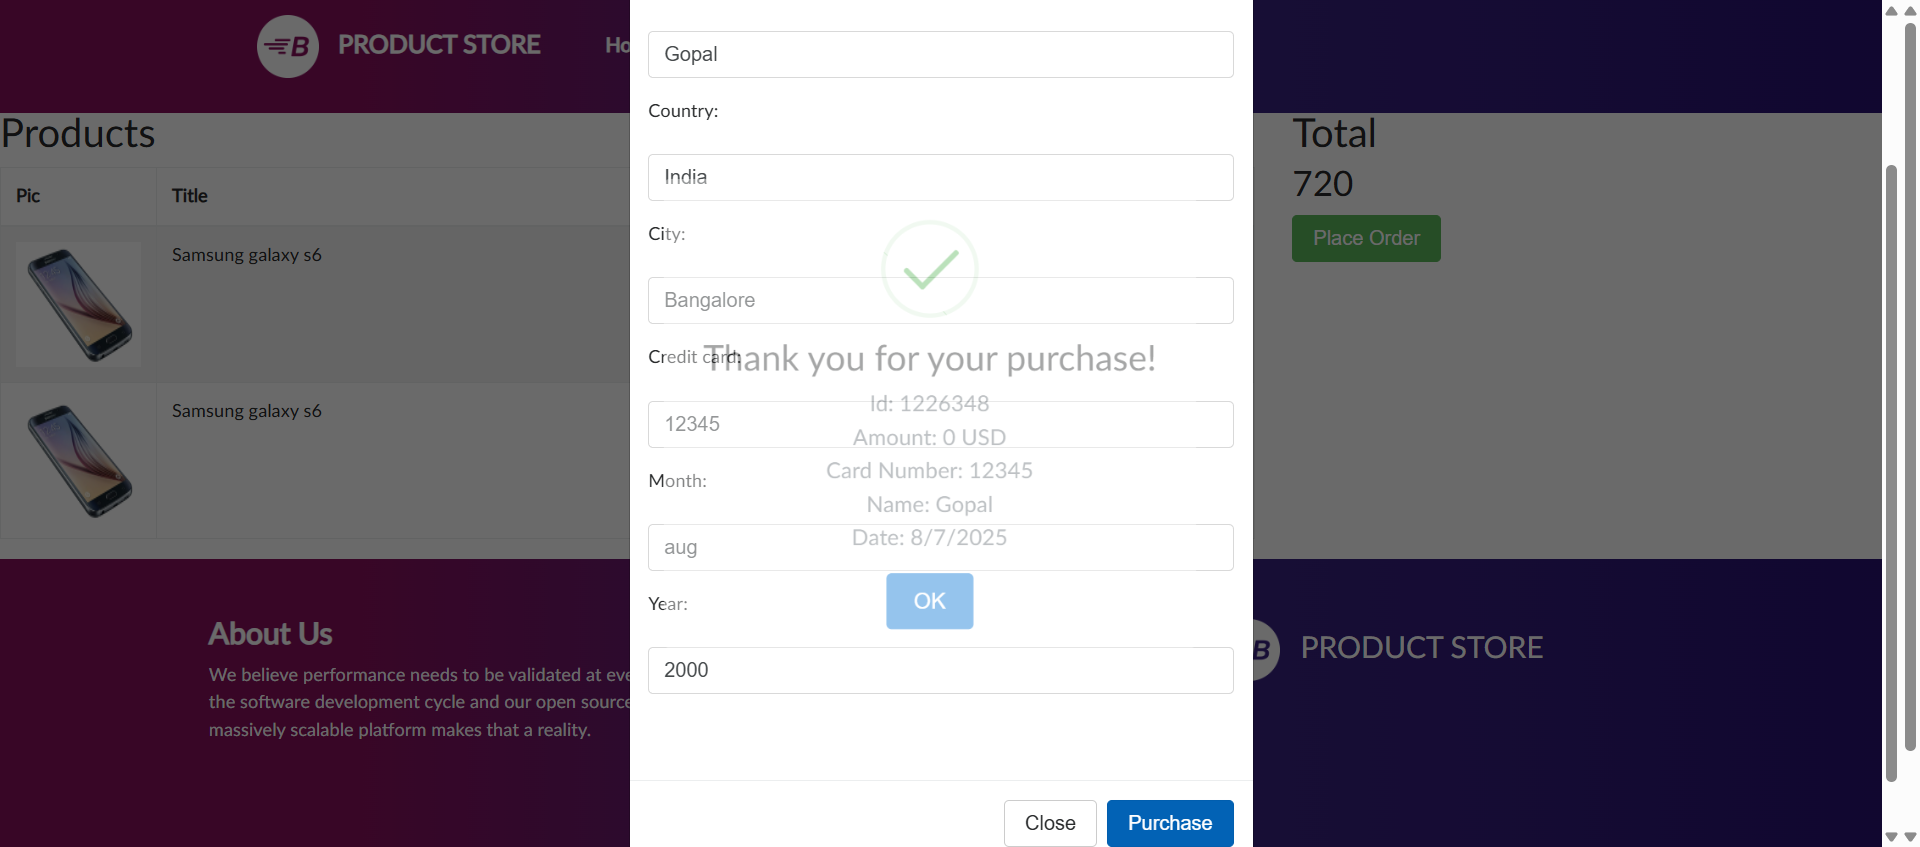 B PRODUCT STORE Ho
Gopal
Country:
India
City:
Bangalore
Credit card:
Thank you for your purchase!
Id: 1226348
12345
Amount: 0 USD
Card Number: 12345
Month:
Name: Gopal
Date: 8/7/2025
aug
OK
Year:
2000
Close Purchase
Products
Pic Title
Samsung galaxy s6
Samsung galaxy s6
Total
720
Place Order
About Us
We believe performance needs to be validated at eve
the software development cycle and our open source
massively scalable platform makes that a reality.
B PRODUCT STORE